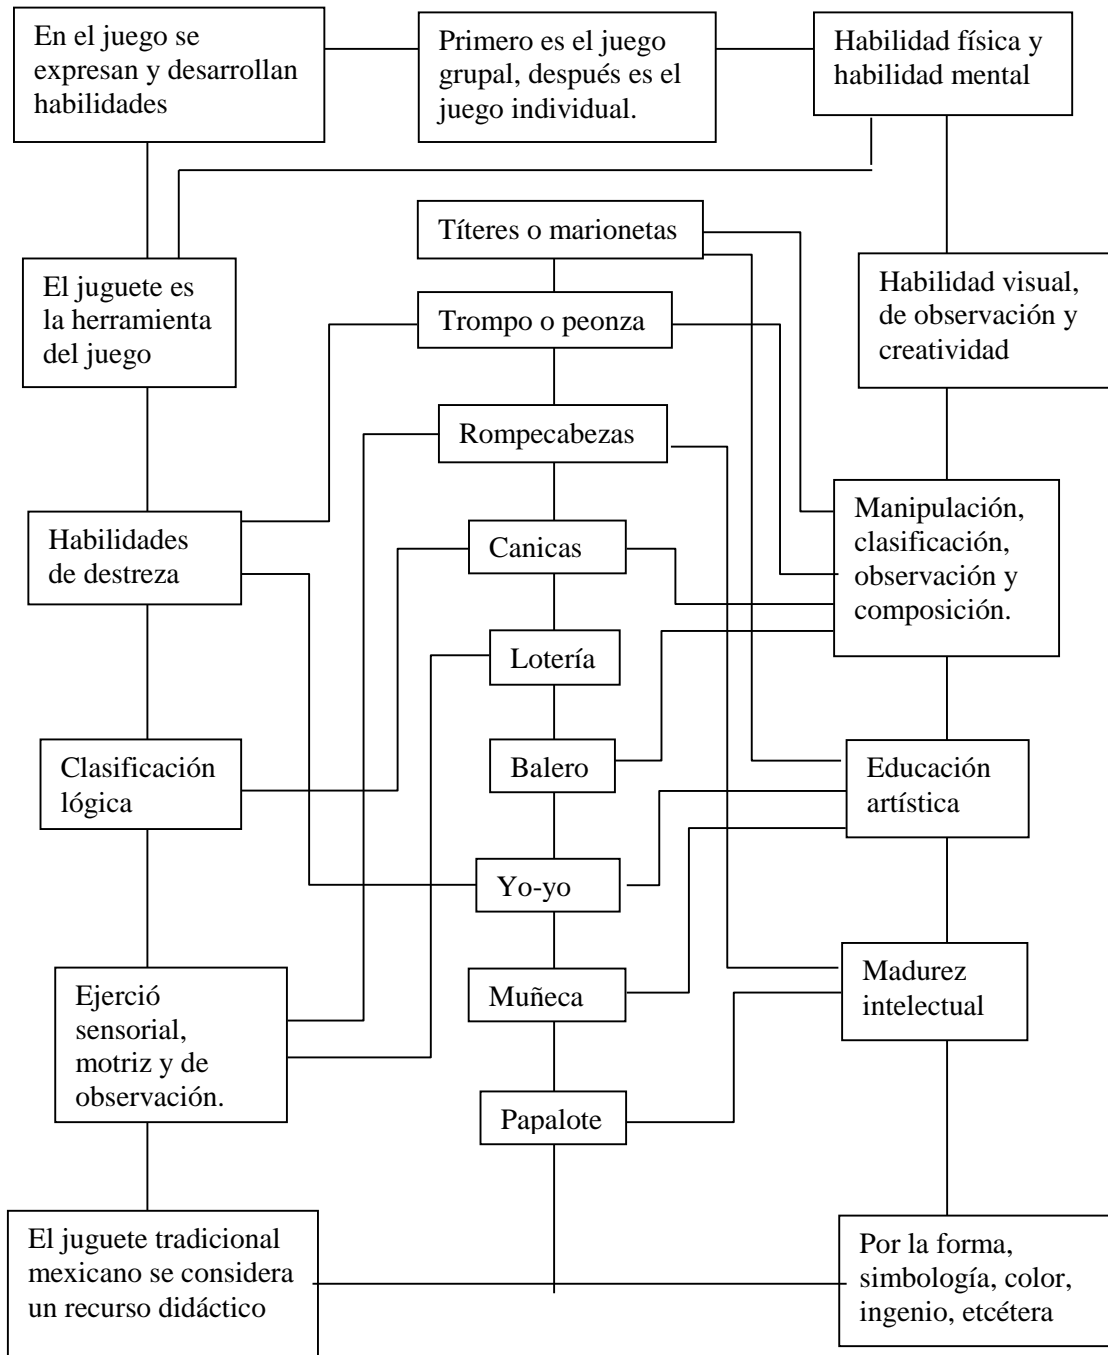 En el juego se
expresan y desarrollan
habilidades
Primero es el juego
grupal, después es el
juego individual.
Habilidad física y
habilidad mental
Títeres o marionetas
El juguete es
la herramienta
del juego
Trompo o peonza
Habilidad visual,
de observación y
creatividad
Rompecabezas
Habilidades
de destreza
Canicas
Manipulación,
clasificación,
observación y
composición.
Lotería
Clasificación
lógica
Balero
Educación
artística
Yo-yo
Ejerció
sensorial,
motriz y de
observación.
Muñeca
Madurez
intelectual
Papalote
El juguete tradicional
mexicano se considera
un recurso didáctico
Por la forma,
simbología, color,
ingenio, etcétera